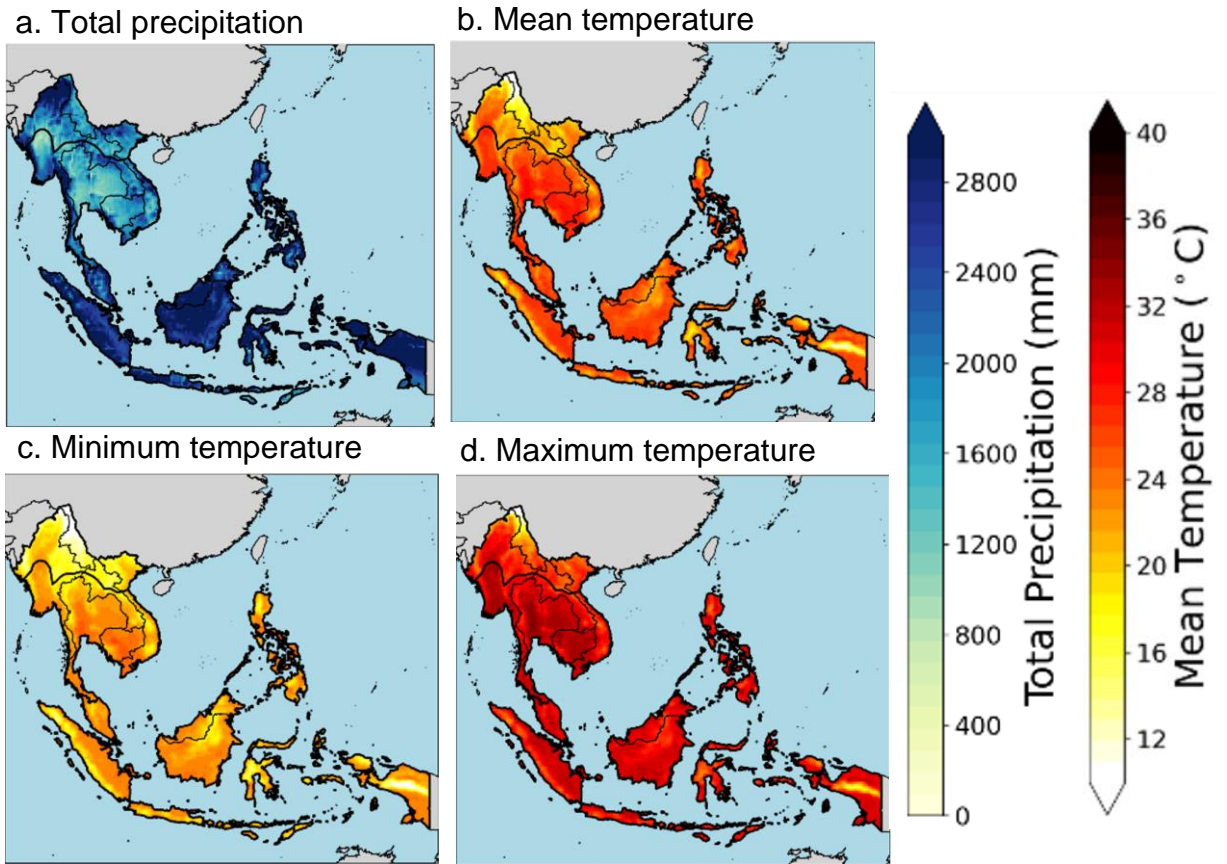 a. Total precipitation
b. Mean temperature
c. Minimum temperature
d. Maximum temperature
2800
2400
2000
1600
1200
800
400
0
Total Precipitation (mm)
40
36
32
28
24
20
16
12
Mean Temperature ( ° C)